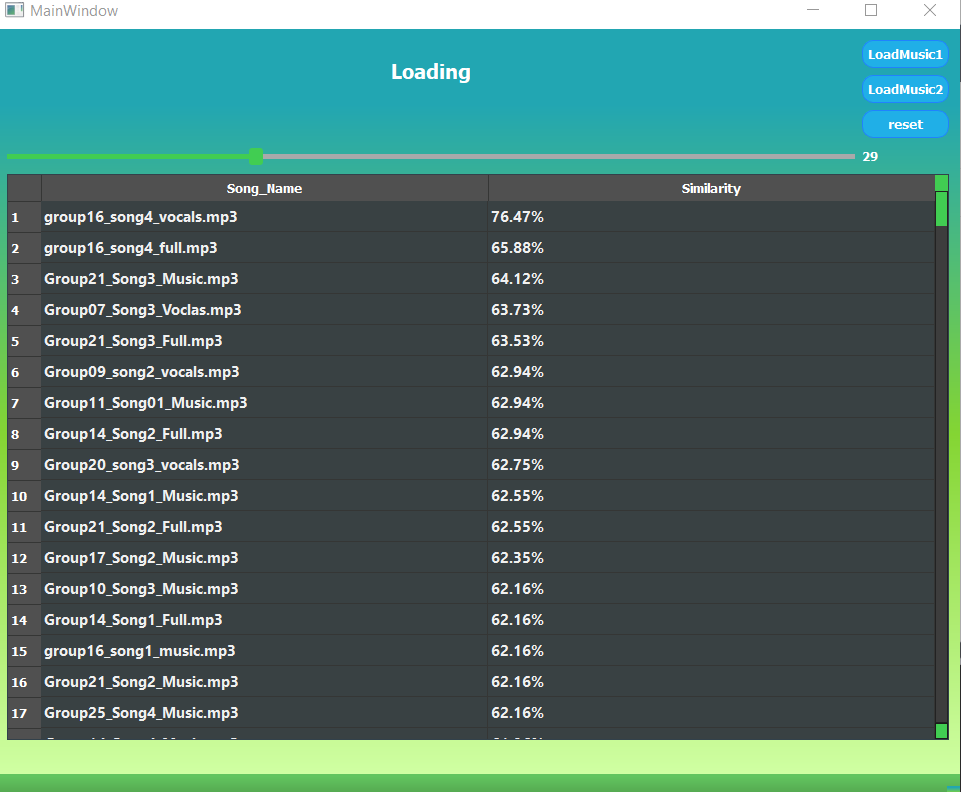 MainWindow
Loading
LoadMusic1
LoadMusic2
reset
29
Song_Name Similarity
1 group16_song4_vocals.mp3 76.47%
2 group16_song4_full.mp3 65.88%
3 Group21_Song3_Music.mp3 64.12%
4 Group07_Song3_Voclas.mp3 63.73%
5 Group21_Song3_Full.mp3 63.53%
6 Group09_song2_vocals.mp3 62.94%
7 Group11_Song01_Music.mp3 62.94%
8 Group14_Song2_Full.mp3 62.94%
9 Group20_song3_vocals.mp3 62.75%
10 Group14_Song1_Music.mp3 62.55%
11 Group21_Song2_Full.mp3 62.55%
12 Group17_Song2_Music.mp3 62.35%
13 Group10_Song3_Music.mp3 62.16%
14 Group14_Song1_Full.mp3 62.16%
15 group16_song1_music.mp3 62.16%
16 Group21_Song2_Music.mp3 62.16%
17 Group25_Song4_Music.mp3 62.16%